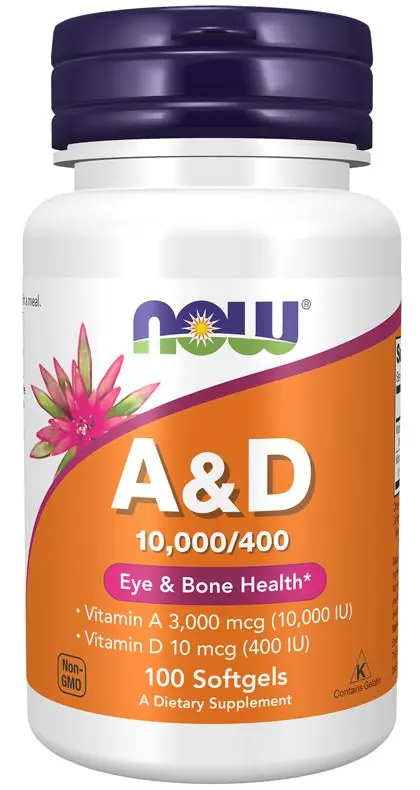 a meal.
NOW®
A&D
10,000/400
Eye & Bone Health*
• Vitamin A 3,000 mcg (10,000 IU)
• Vitamin D 10 mcg (400 IU)
100 Softgels
A Dietary Supplement
Non-
GMO
K
Contains Gelatin